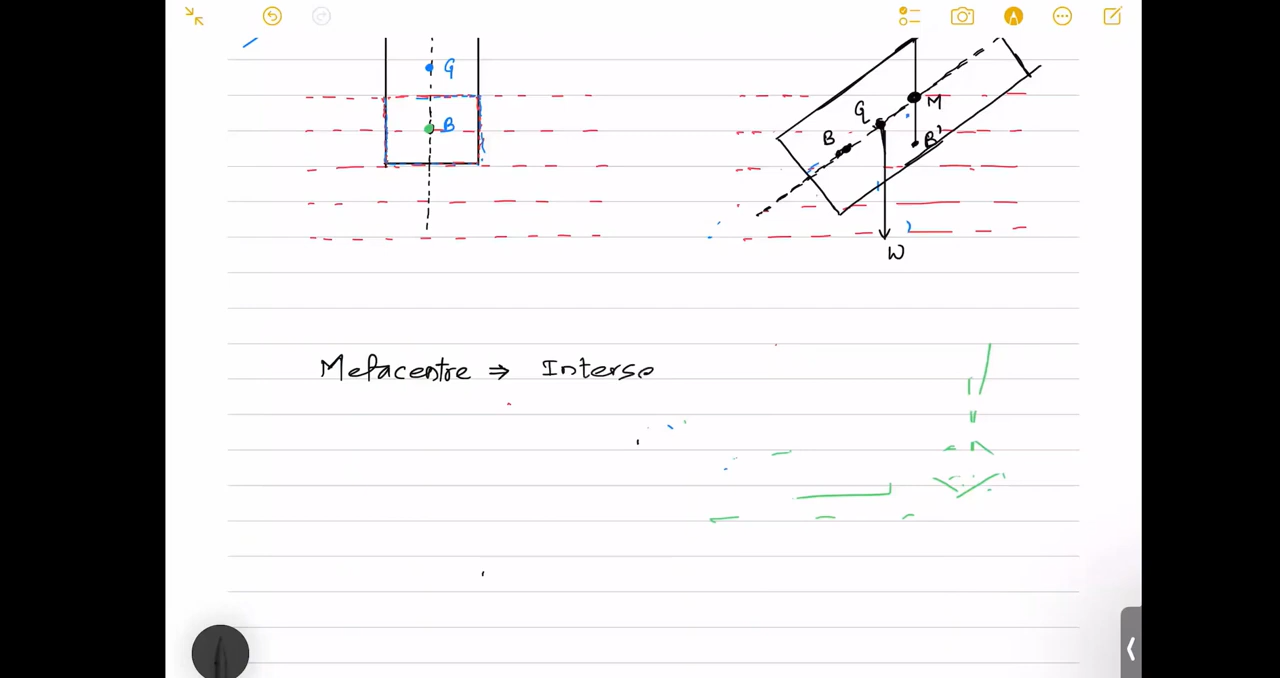 G
B
M
G
B
B'
W
Metacentre ⇒ Interse